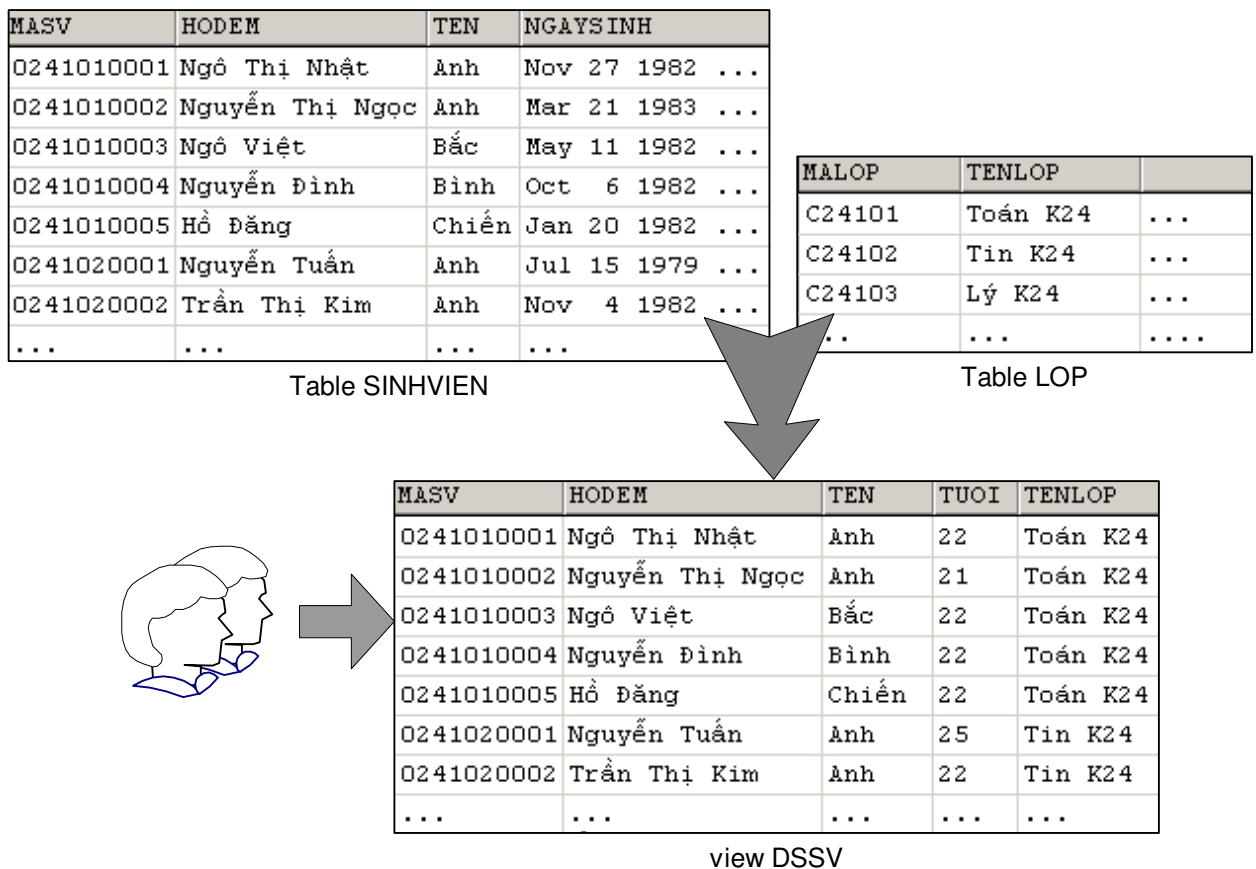 MASV HODEM TEN NGAYSINH
0241010001 Ngô Thị Nhật Anh Nov 27 1982 ...
0241010002 Nguyễn Thị Ngọc Anh Mar 21 1983 ...
0241010003 Ngô Việt Bắc May 11 1982 ...
0241010004 Nguyễn Đình Bình Oct 6 1982 ...
0241010005 Hồ Đăng Chiến Jan 20 1982 ...
0241020001 Nguyễn Tuấn Anh Jul 15 1979 ...
0241020002 Trần Thị Kim Anh Nov 4 1982 ...
... ... ... ...
Table SINHVIEN
MALOP TENLOP
C24101 Toán K24 ...
C24102 Tin K24 ...
C24103 Lý K24 ...
... ... ....
Table LOP
MASV HODEM TEN TUOI TENLOP
0241010001 Ngô Thị Nhật Anh 22 Toán K24
0241010002 Nguyễn Thị Ngọc Anh 21 Toán K24
0241010003 Ngô Việt Bắc 22 Toán K24
0241010004 Nguyễn Đình Bình 22 Toán K24
0241010005 Hồ Đăng Chiến 22 Toán K24
0241020001 Nguyễn Tuấn Anh 25 Tin K24
0241020002 Trần Thị Kim Anh 22 Tin K24
... ... ... ... ...
view DSSV